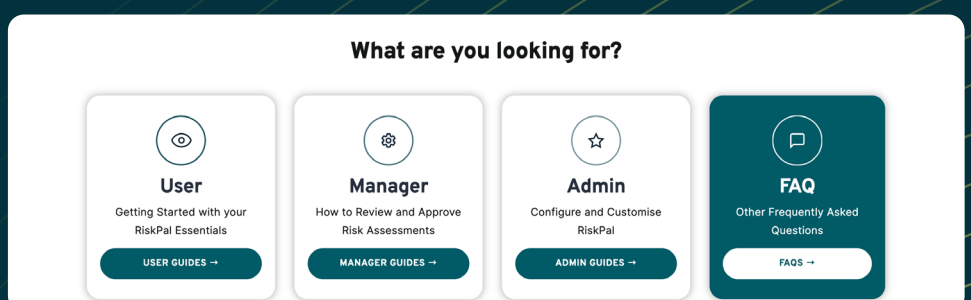 What are you looking for?
User
Getting Started with your
RiskPal Essentials
USER GUIDES →
Manager
How to Review and Approve
Risk Assessments
MANAGER GUIDES →
Admin
Configure and Customise
RiskPal
ADMIN GUIDES →
FAQ
Other Frequently Asked
Questions
FAQS →